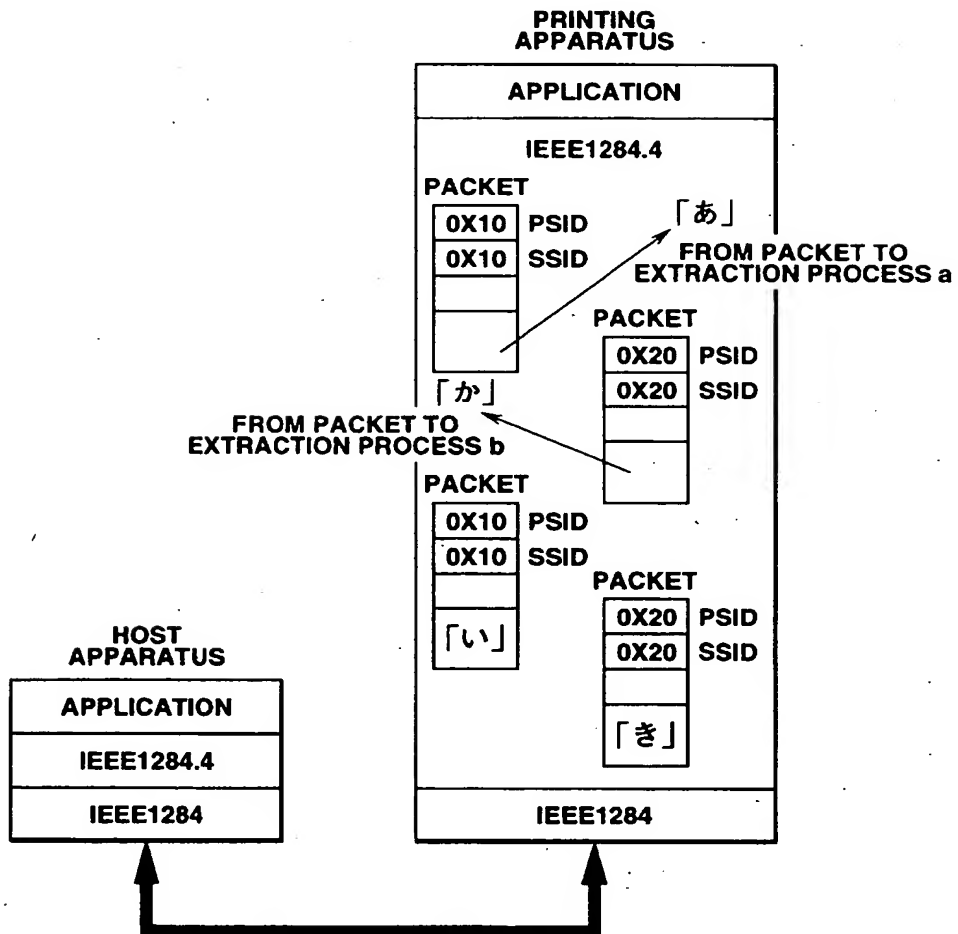 PRINTING
APPARATUS
APPLICATION
IEEE1284.4
PACKET
0X10 PSID
0X10 SSID
「あ」
FROM PACKET TO
EXTRACTION PROCESS a
PACKET
0X20 PSID
0X20 SSID
「か」
FROM PACKET TO
EXTRACTION PROCESS b
PACKET
0X10 PSID
0X10 SSID
「い」
PACKET
0X20 PSID
0X20 SSID
「き」
IEEE1284
HOST
APPARATUS
APPLICATION
IEEE1284.4
IEEE1284